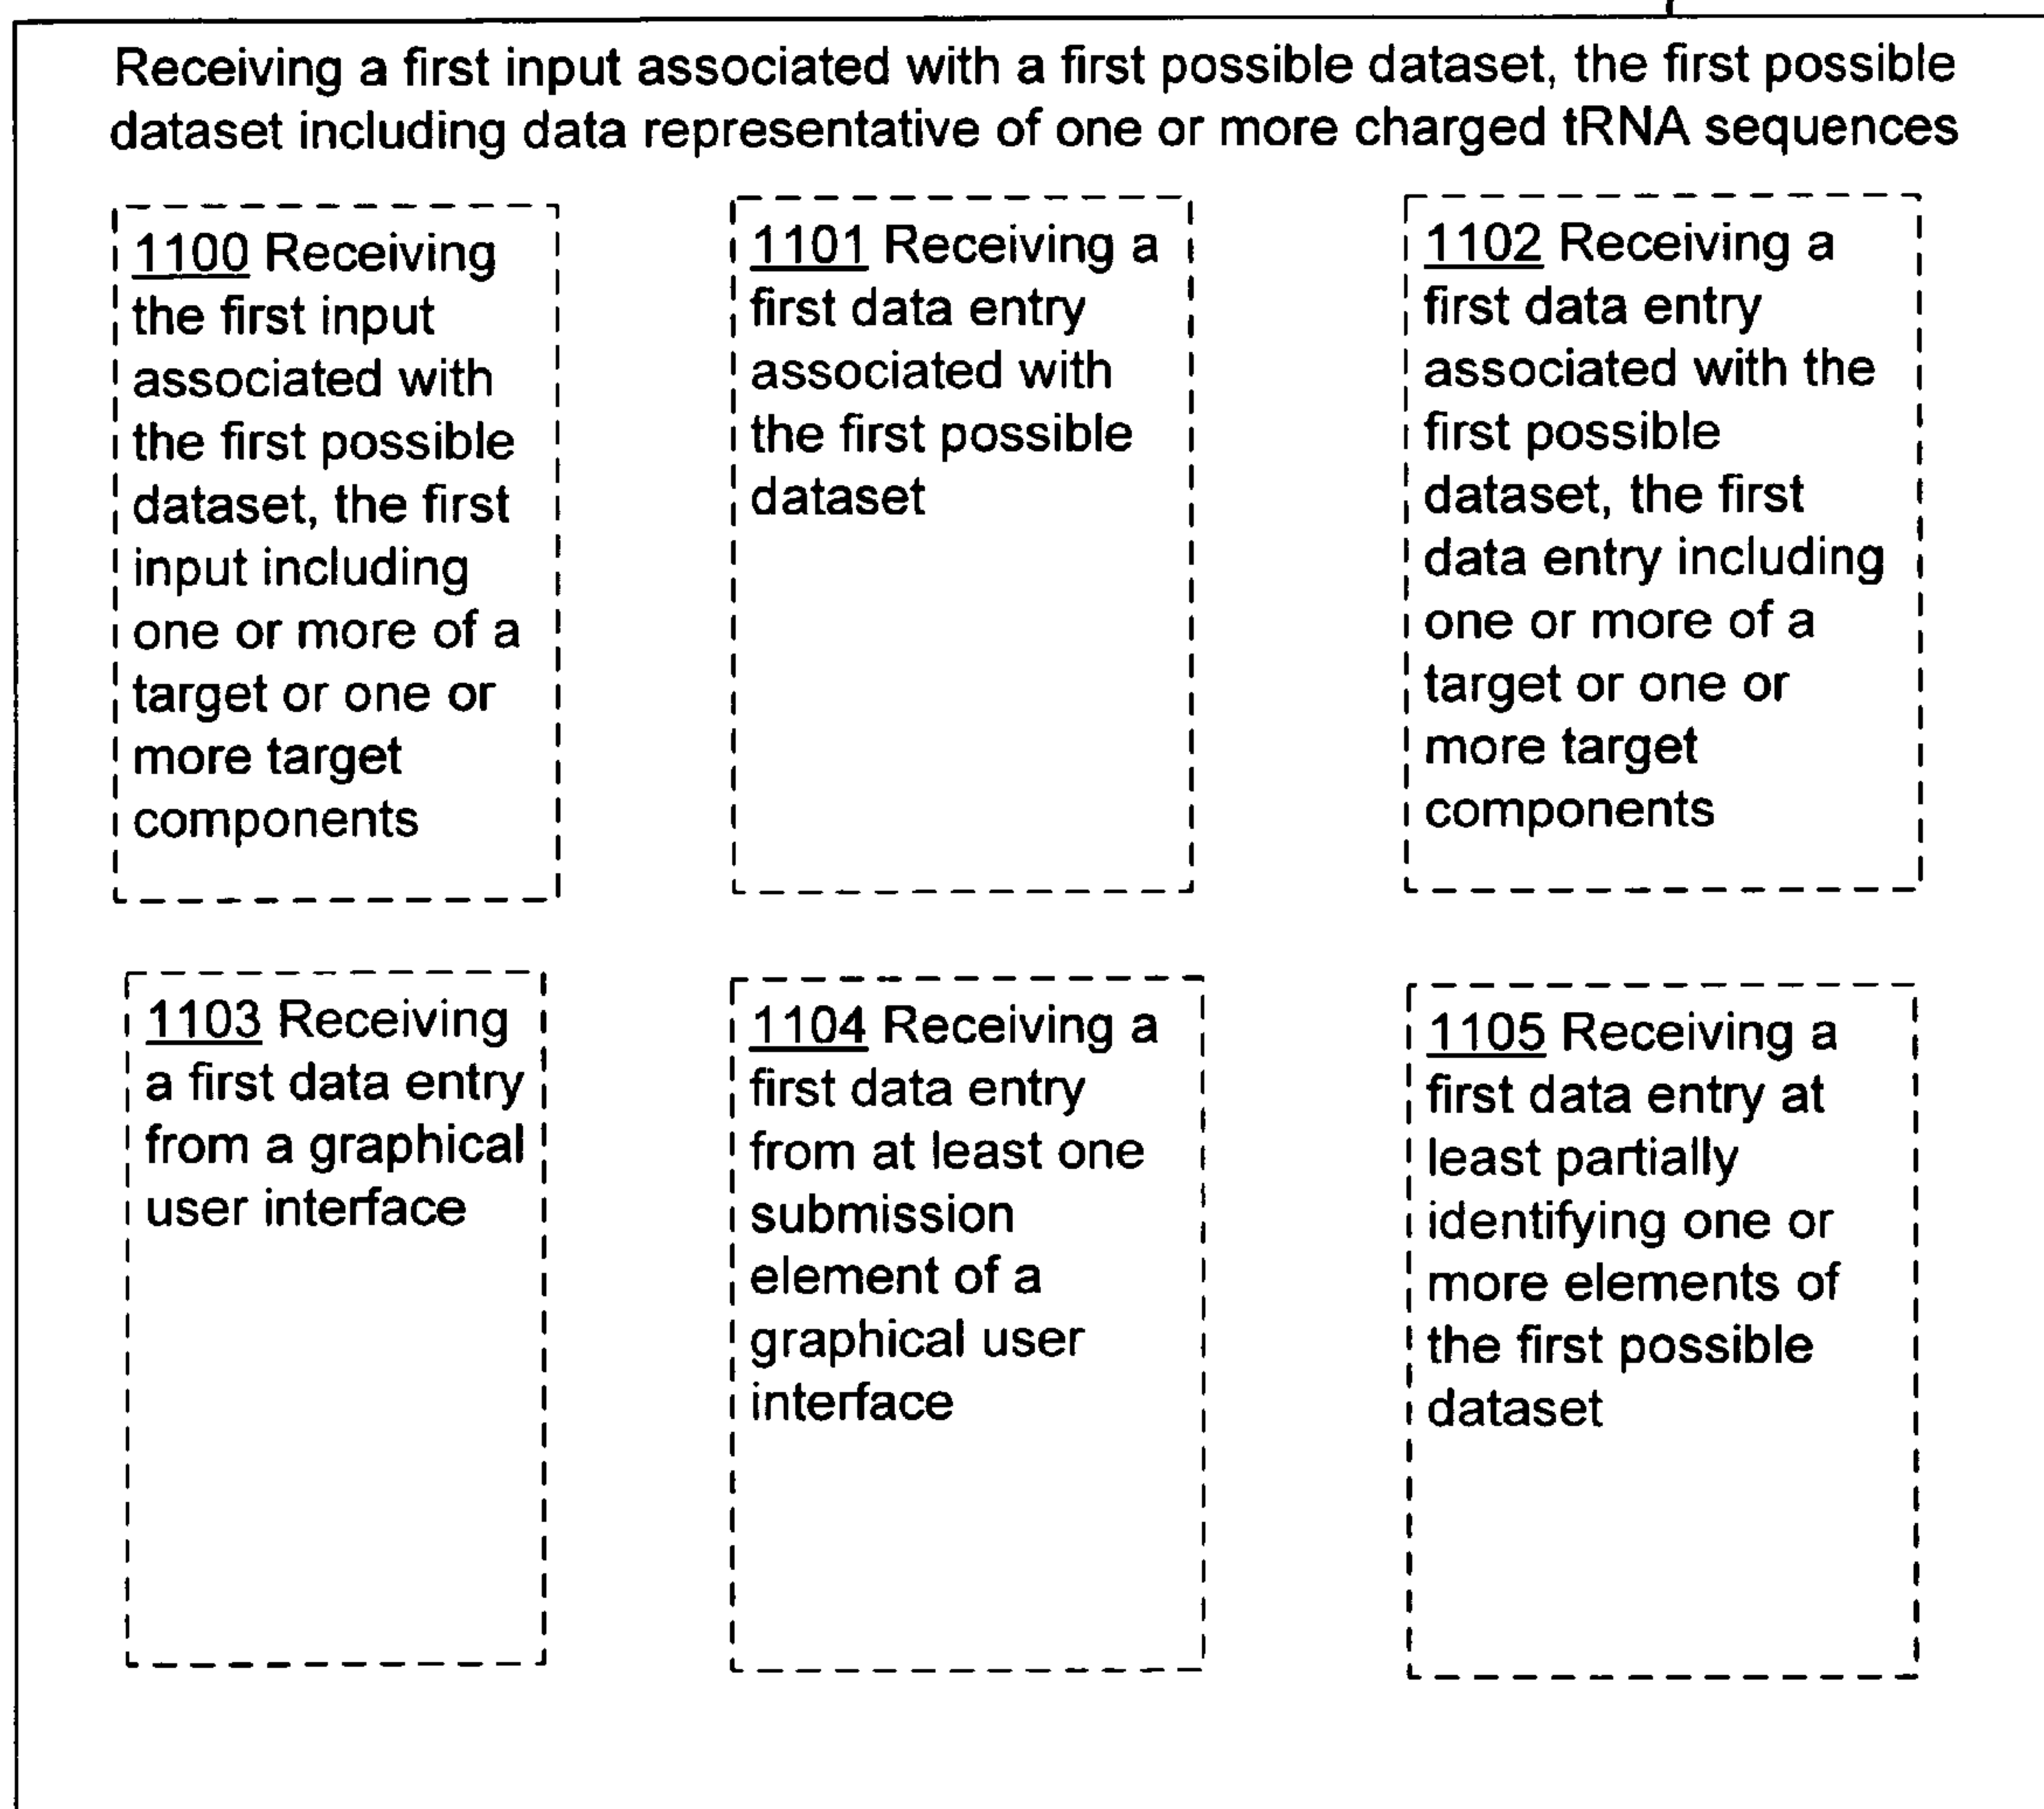 Receiving a first input associated with a first possible dataset, the first possible
dataset including data representative of one or more charged tRNA sequences
1100 Receiving
the first input
associated with
the first possible
dataset, the first
input including
one or more of a
target or one or
more target
components
1101 Receiving a
first data entry
associated with
the first possible
dataset
1102 Receiving a
first data entry
associated with the
first possible
dataset, the first
data entry including
one or more of a
target or one or
more target
components
1103 Receiving
a first data entry
from a graphical
user interface
1104 Receiving a
first data entry
from at least one
submission
element of a
graphical user
interface
1105 Receiving a
first data entry at
least partially
identifying one or
more elements of
the first possible
dataset